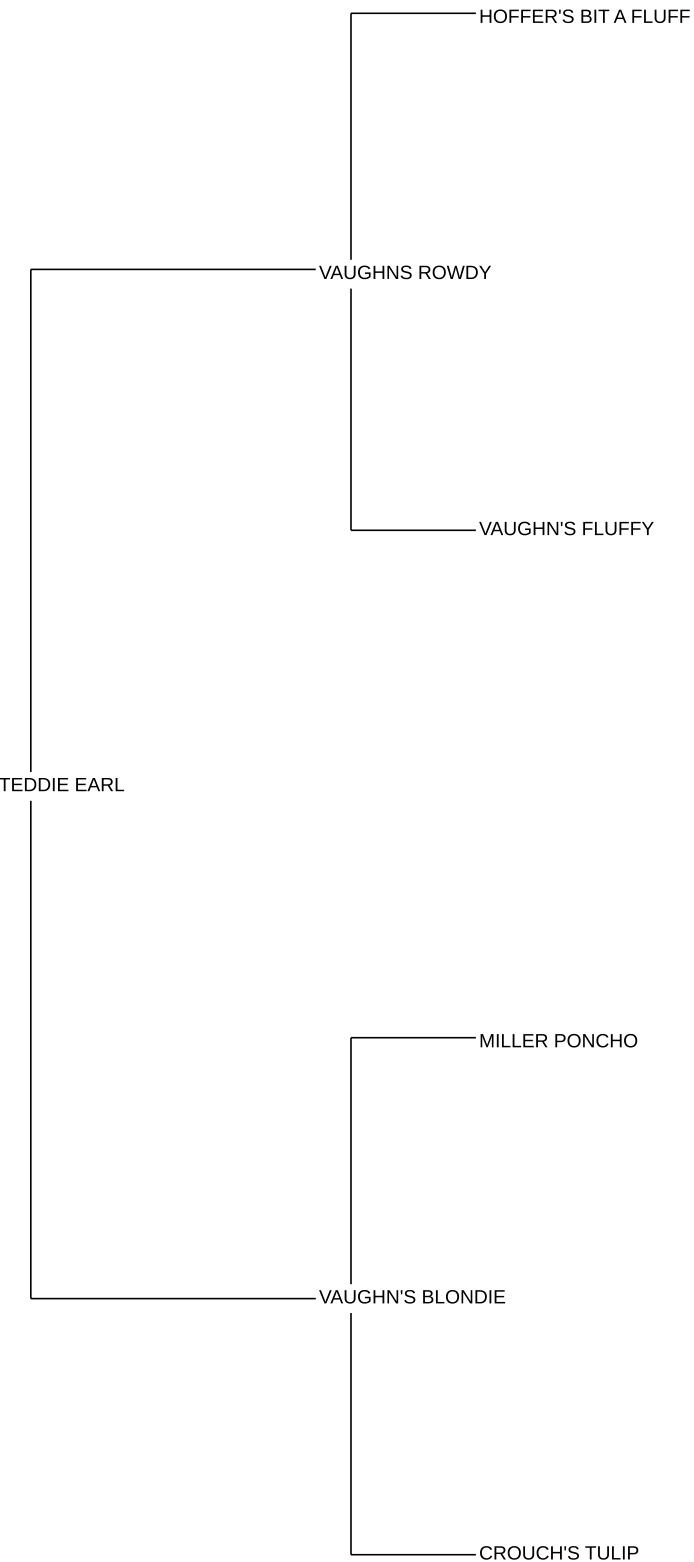 HOFFER'S BIT A FLUFF
VAUGHNS ROWDY
VAUGHN'S FLUFFY
TEDDIE EARL
MILLER PONCHO
VAUGHN'S BLONDIE
CROUCH'S TULIP